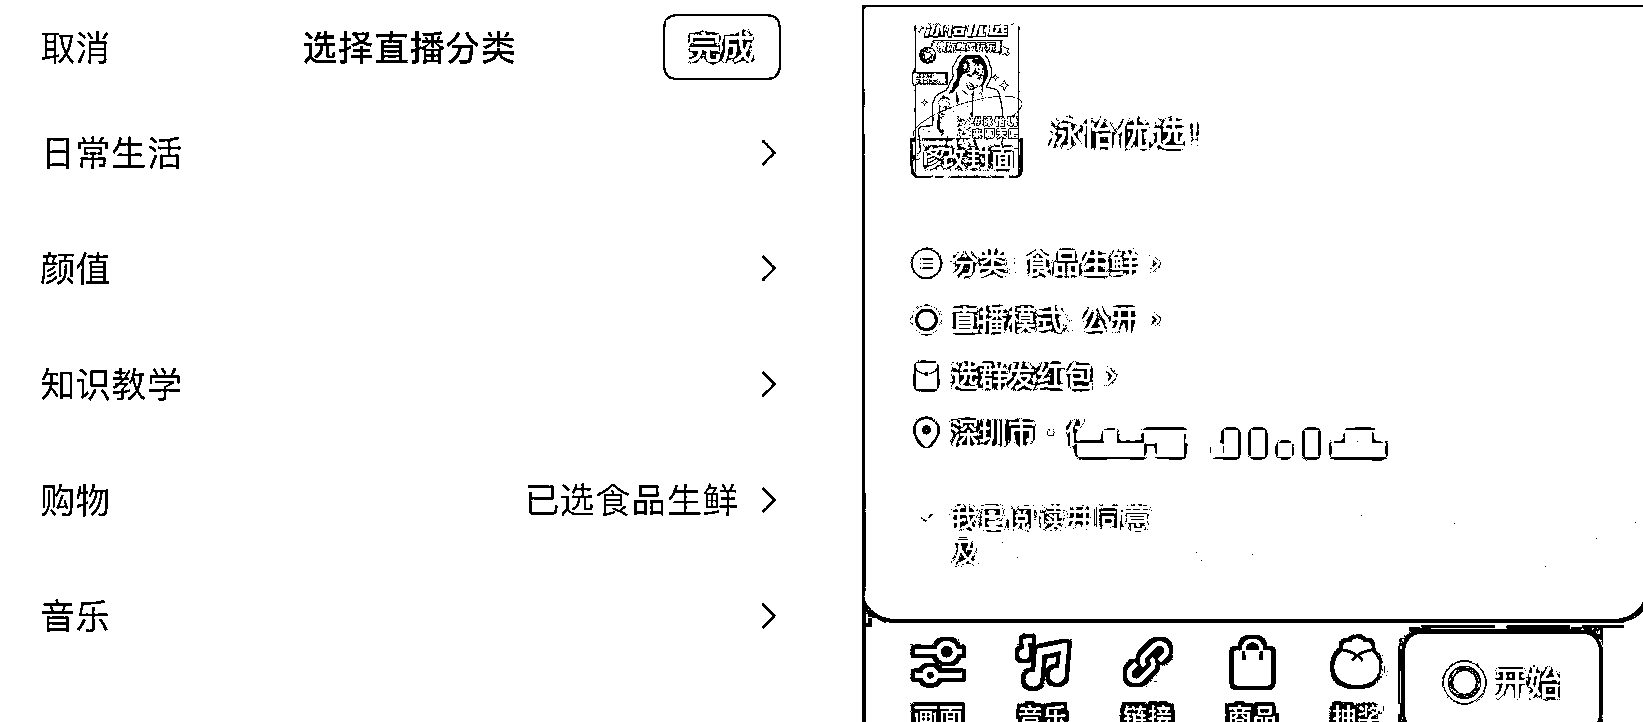 取消 选择直播分类 完成
日常生活
颜值
知识教学
购物 已选食品生鲜
音乐
修改封面
泳怡优选!!
分类 食品生鲜
直播模式 公开
选群发红包
深圳市
我已阅读并同意
及
画面 音乐 链接 商品 抽奖
开始